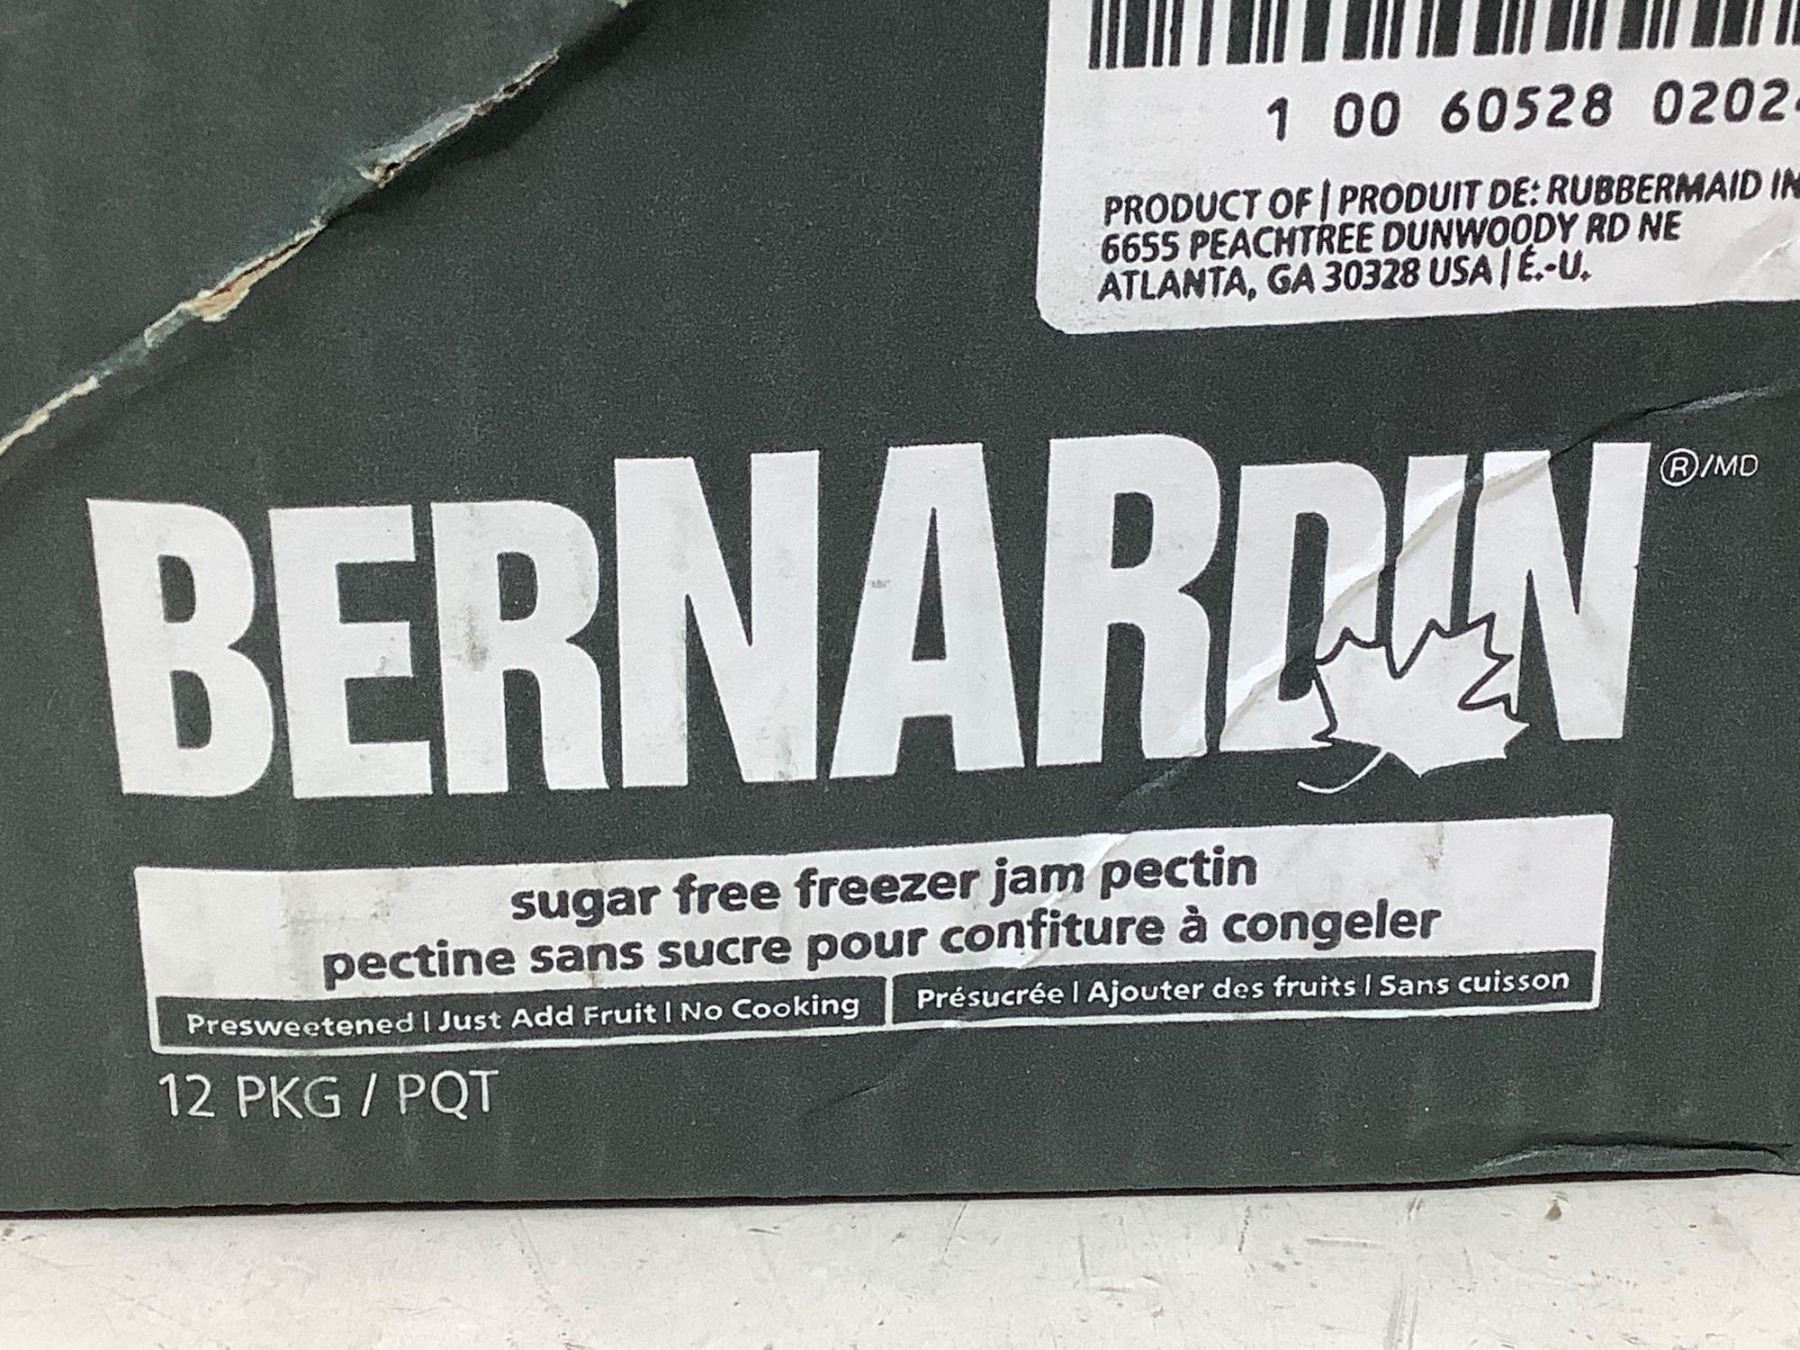 1 00 60528 0202
PRODUCT OF | PRODUIT DE: RUBBERMAID
6655 PEACHTREE DUNWOODY RD NE
ATLANTA, GA 30328 USA | É.-U.
BERNARDIN ®/MD
sugar free freezer jam pectin
pectine sans sucre pour confiture à congeler
Presweetened | Just Add Fruit | No Cooking
Présucrée | Ajouter des fruits | Sans cuisson
12 PKG / PQT